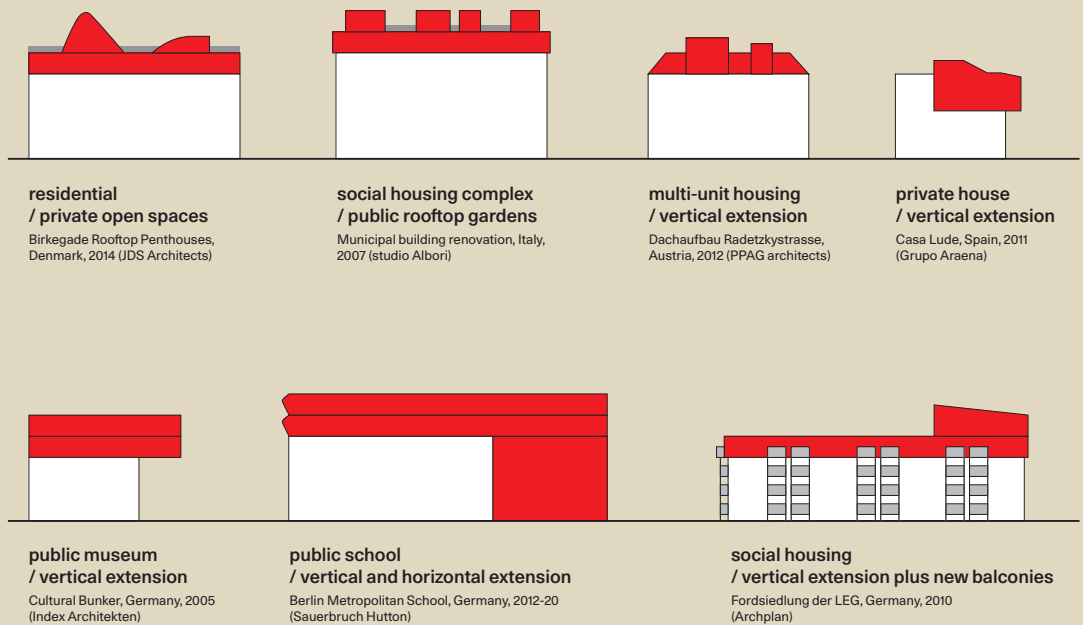 residential
/ private open spaces
Birkegade Rooftop Penthouses,
Denmark, 2014 (JDS Architects)
social housing complex
/ public rooftop gardens
Municipal building renovation, Italy,
2007 (studio Albori)
multi-unit housing
/ vertical extension
Dachaufbau Radetzkystrasse,
Austria, 2012 (PPAG architects)
private house
/ vertical extension
Casa Lude, Spain, 2011
(Grupo Araena)
public museum
/ vertical extension
Cultural Bunker, Germany, 2005
(Index Architekten)
public school
/ vertical and horizontal extension
Berlin Metropolitan School, Germany, 2012-20
(Sauerbruch Hutton)
social housing
/ vertical extension plus new balconies
Fordsiedlung der LEG, Germany, 2010
(Archplan)